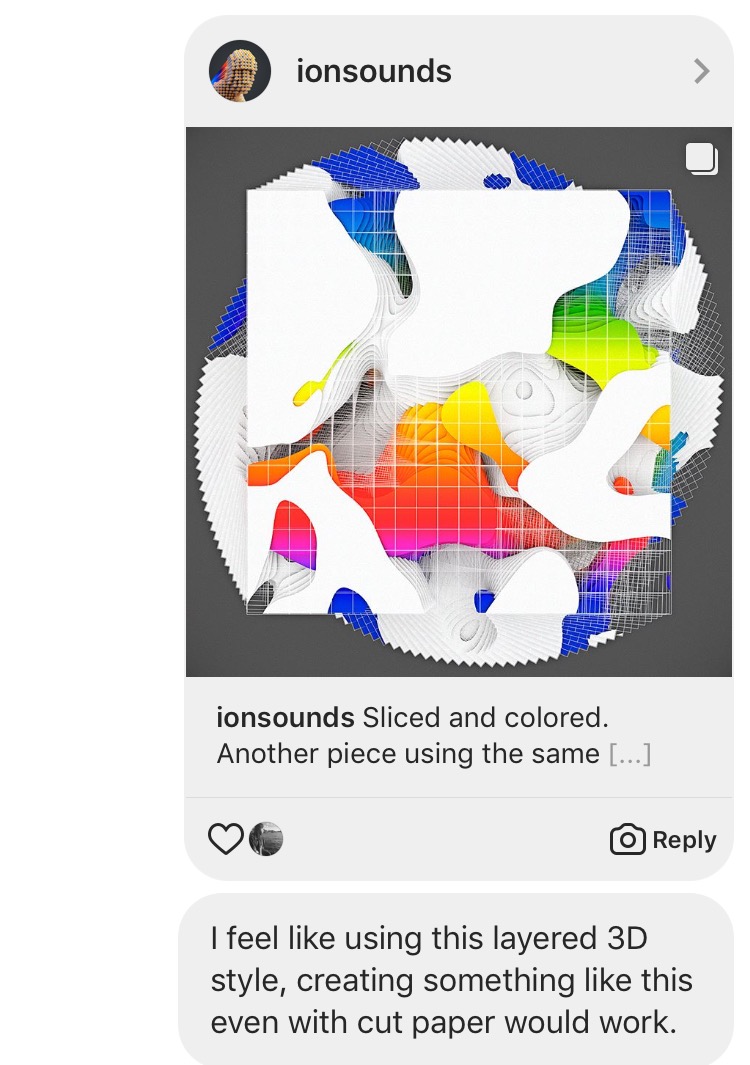 ionsounds
ionsounds Sliced and colored.
Another piece using the same [...]
Reply
I feel like using this layered 3D
style, creating something like this
even with cut paper would work.